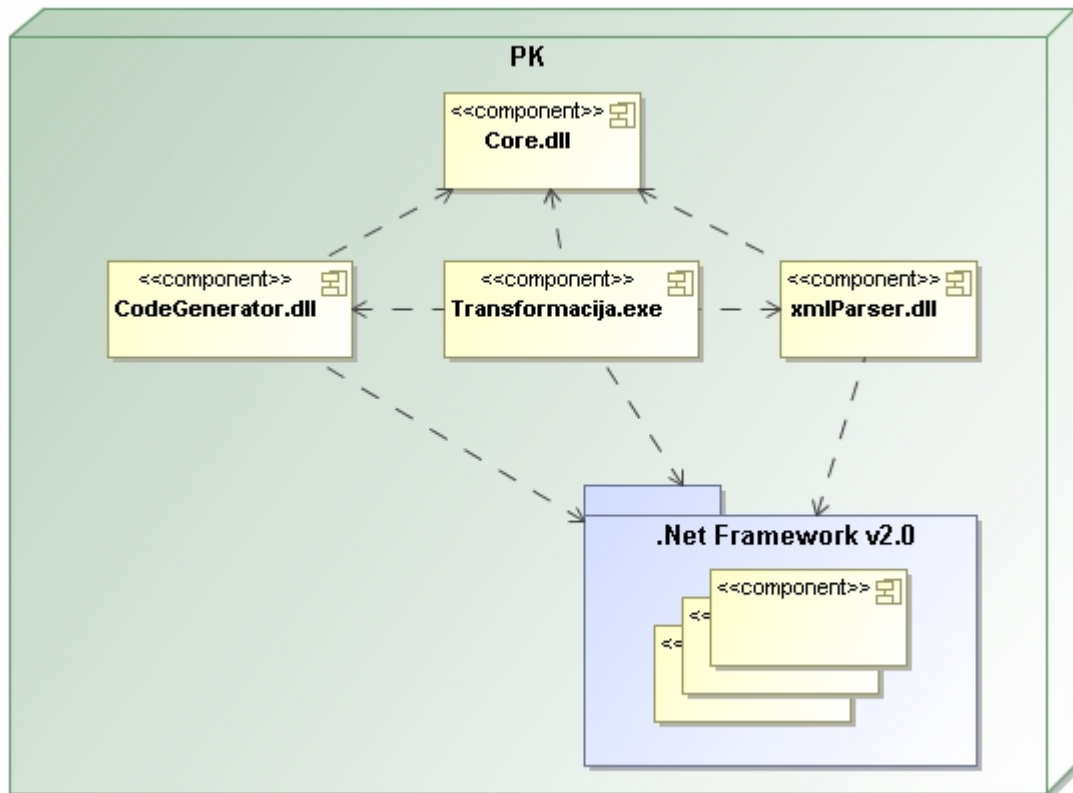 PK
<<component>>
Core.dll
<<component>>
CodeGenerator.dll
<<component>>
Transformacija.exe
<<component>>
xmlParser.dll
.Net Framework v2.0
<<component>>
<<
<<